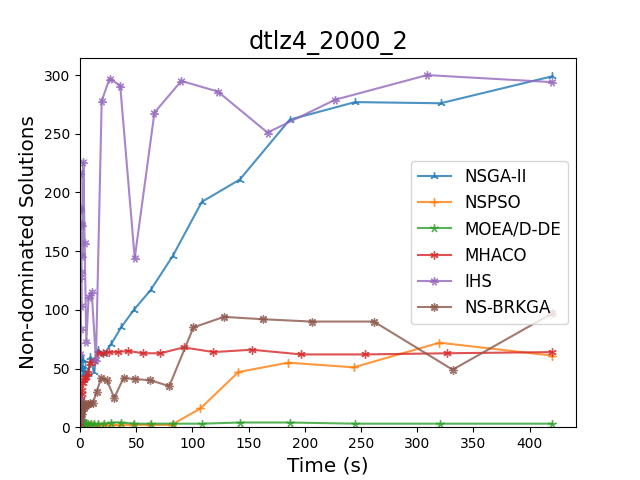 dtlz4_2000_2
Non-dominated Solutions
300
250
200
150
100
50
0
0 50 100 150 200 250 300 350 400
Time (s)
NSGA-II
NSPSO
MOEA/D-DE
MHACO
IHS
NS-BRKGA